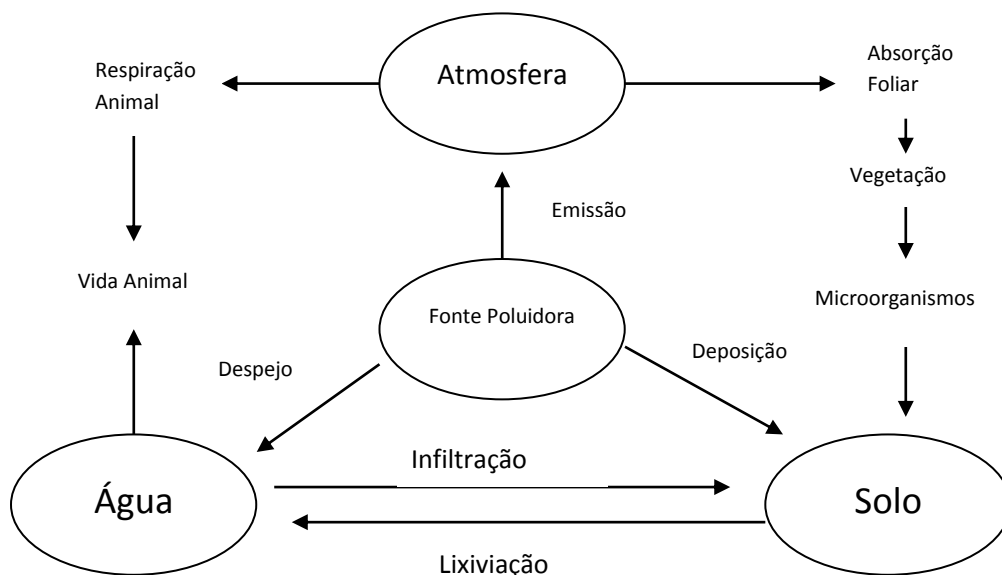 Atmosfera
Respiração
Animal
Absorção
Foliar
Vegetação
Emissão
Vida Animal
Fonte Poluidora
Microorganismos
Despejo
Deposição
Infiltração
Água
Solo
Lixiviação